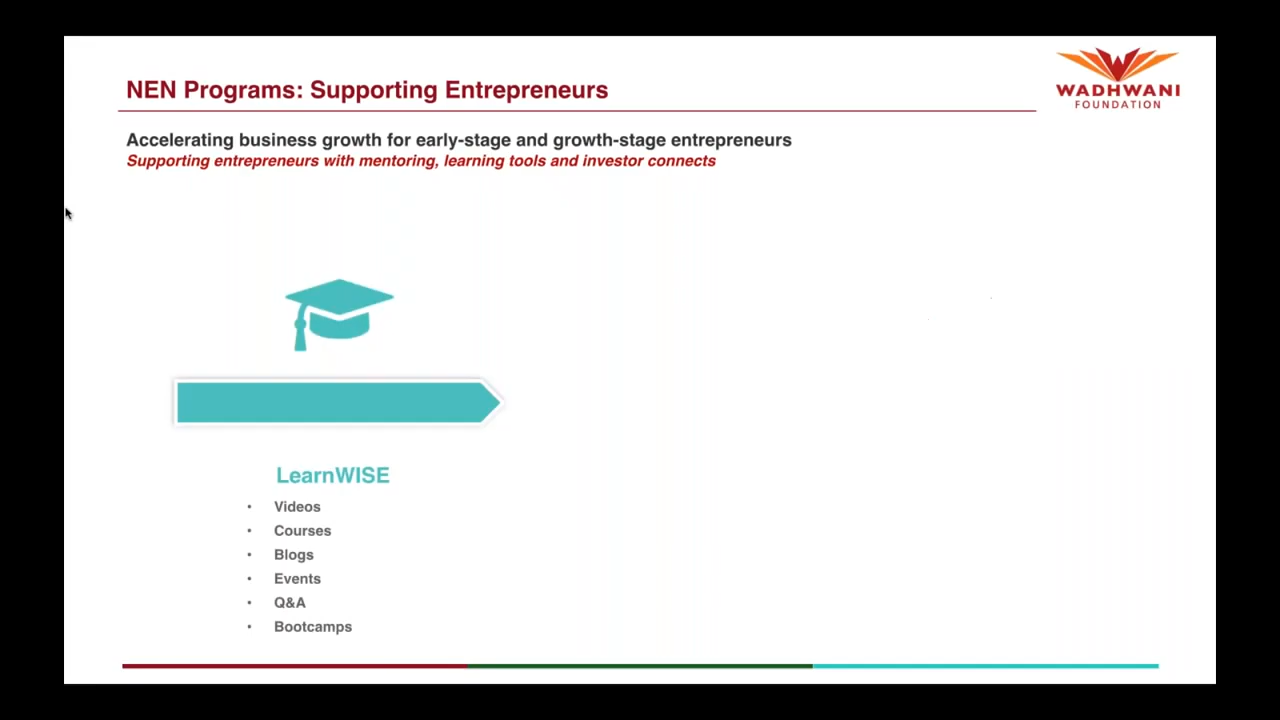 NEN Programs: Supporting Entrepreneurs
WADHWANI
FOUNDATION
Accelerating business growth for early-stage and growth-stage entrepreneurs
Supporting entrepreneurs with mentoring, learning tools and investor connects
LearnWISE
• Videos
• Courses
• Blogs
• Events
• Q&A
• Bootcamps